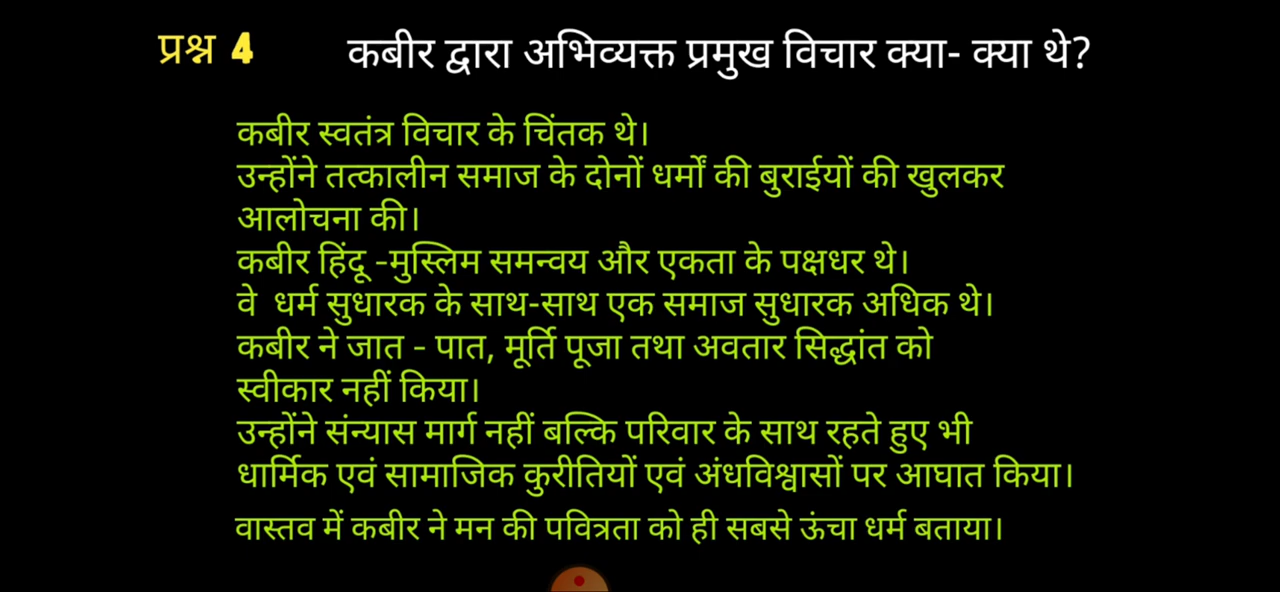 प्रश्न 4 कबीर द्वारा अभिव्यक्त प्रमुख विचार क्या- क्या थे?
कबीर स्वतंत्र विचार के चिंतक थे।
उन्होंने तत्कालीन समाज के दोनों धर्मों की बुराईयों की खुलकर
आलोचना की।
कबीर हिंदू -मुस्लिम समन्वय और एकता के पक्षधर थे।
वे धर्म सुधारक के साथ-साथ एक समाज सुधारक अधिक थे।
कबीर ने जात - पात, मूर्ति पूजा तथा अवतार सिद्धांत को
स्वीकार नहीं किया।
उन्होंने संन्यास मार्ग नहीं बल्कि परिवार के साथ रहते हुए भी
धार्मिक एवं सामाजिक कुरीतियों एवं अंधविश्वासों पर आघात किया।
वास्तव में कबीर ने मन की पवित्रता को ही सबसे ऊंचा धर्म बताया।